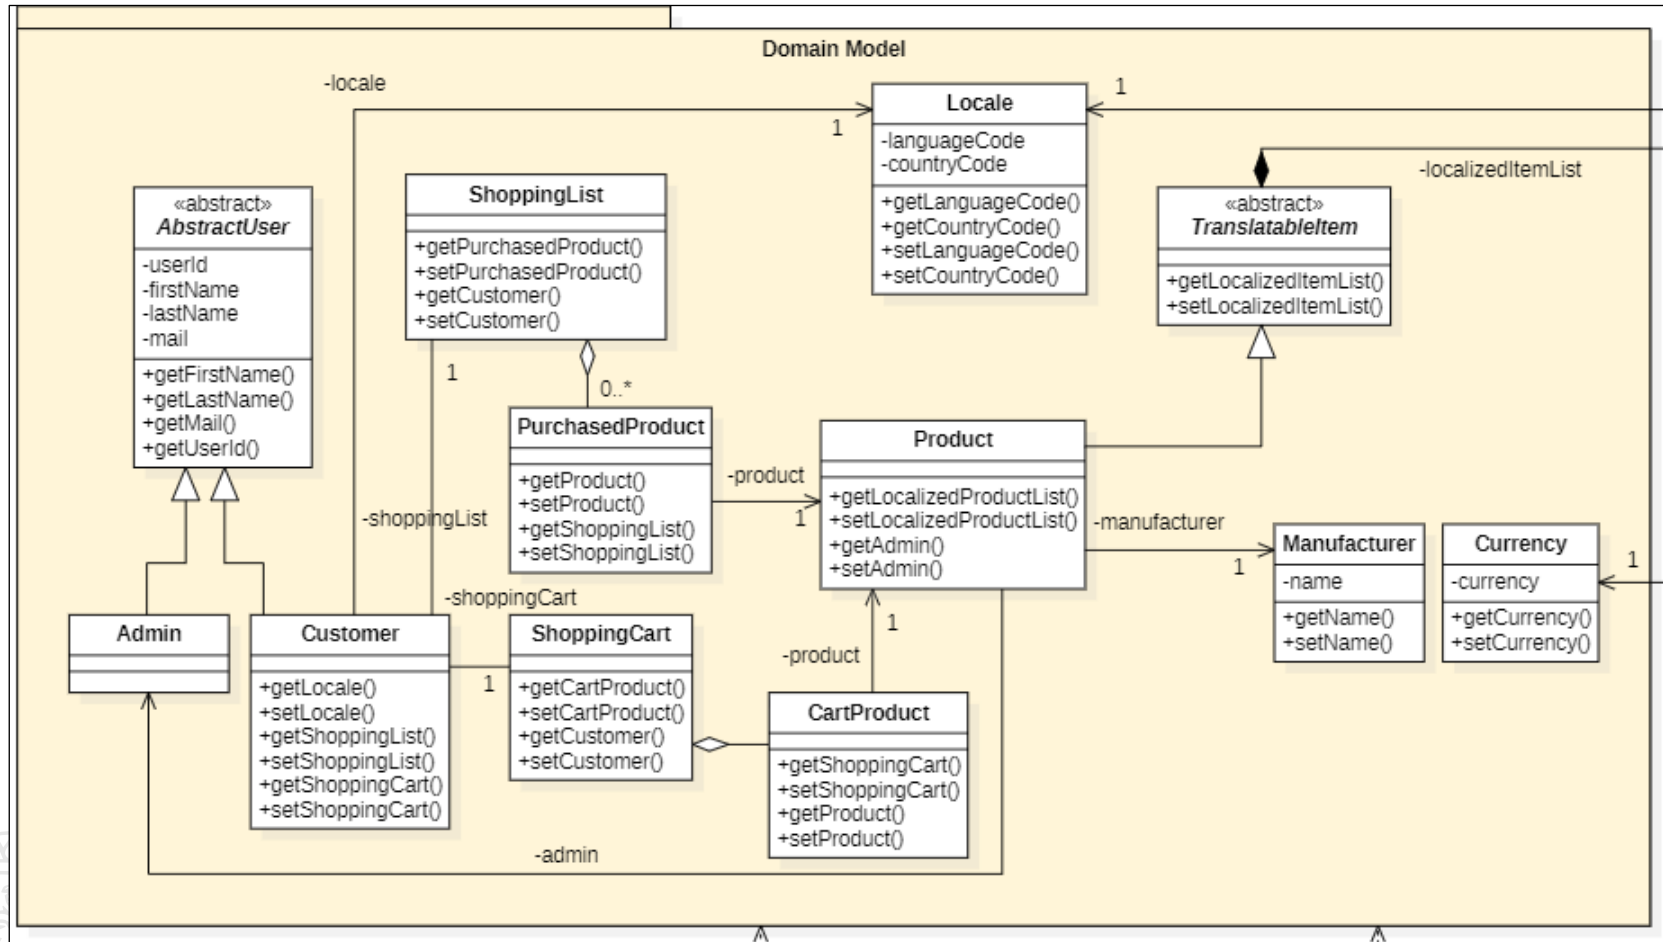 Domain Model
-locale
1
Locale
-languageCode
-countryCode
+getLanguageCode()
+getCountryCode()
+setLanguageCode()
+setCountryCode()
1
-localizedItemList
«abstract»
AbstractUser
-userId
-firstName
-lastName
-mail
+getFirstName()
+getLastName()
+getMail()
+getUserId()
ShoppingList
+getPurchasedProduct()
+setPurchasedProduct()
+getCustomer()
+setCustomer()
«abstract»
TranslatableItem
+getLocalizedItemList()
+setLocalizedItemList()
1
0..*
PurchasedProduct
+getProduct()
+setProduct()
+getShoppingList()
+setShoppingList()
-product
1
Product
+getLocalizedProductList()
+setLocalizedProductList()
+getAdmin()
+setAdmin()
-manufacturer
1
Manufacturer
-name
+getName()
+setName()
Currency
-currency
+getCurrency()
+setCurrency()
1
-shoppingList
-shoppingCart
Admin
Customer
+getLocale()
+setLocale()
+getShoppingList()
+setShoppingList()
+getShoppingCart()
+setShoppingCart()
1
ShoppingCart
+getCartProduct()
+setCartProduct()
+getCustomer()
+setCustomer()
1
-product
CartProduct
+getShoppingCart()
+setShoppingCart()
+getProduct()
+setProduct()
-admin